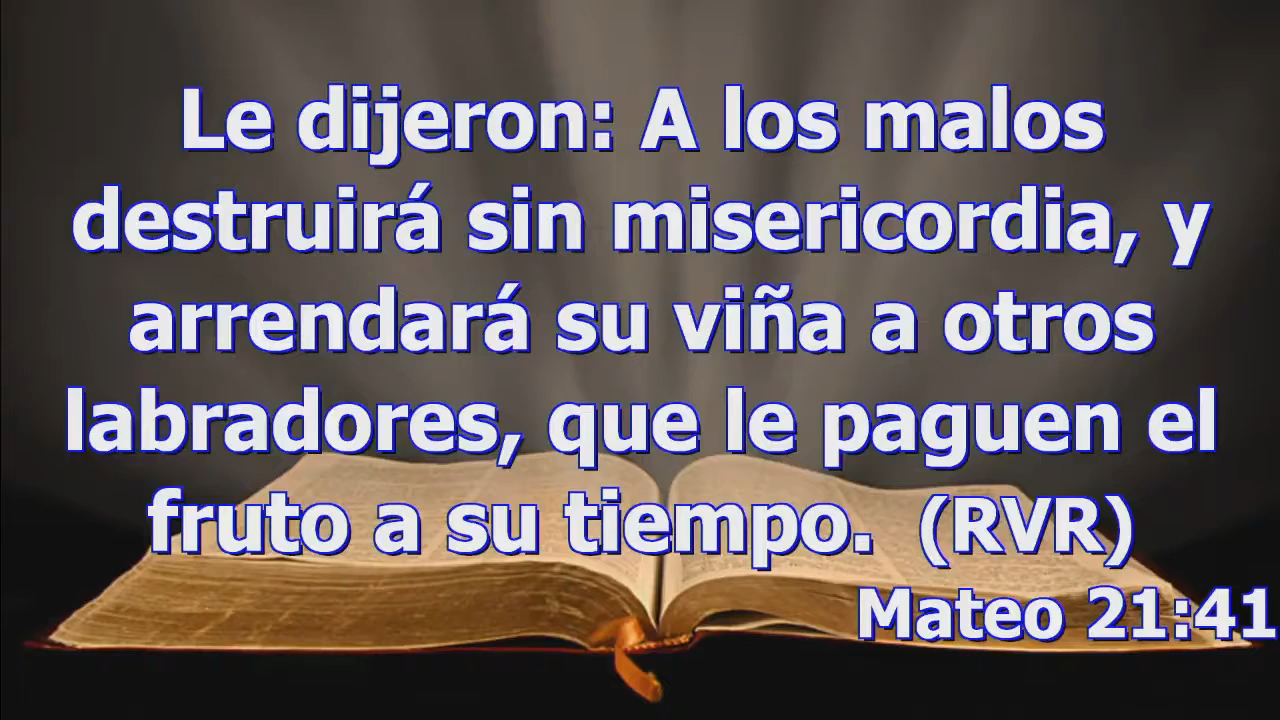 Le dijeron: A los malos
destruirá sin misericordia, y
arrendará su viña a otros
labradores, que le paguen el
fruto a su tiempo. (RVR)
Mateo 21:41